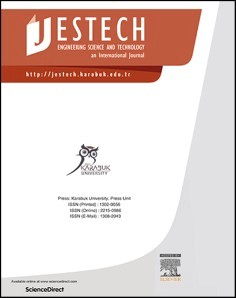 JESTECH
ENGINEERING SCIENCE AND TECHNOLOGY
an International Journal
http://jestech.karabuk.edu.tr
KARABUK
UNIVERSITY
Press: Karabuk University, Press Unit
ISSN (Printed) : 1302-0056
ISSN (Online) : 2215-0986
ISSN (E-Mail) : 1308-2043
Available online at www.sciencedirect.com
ScienceDirect